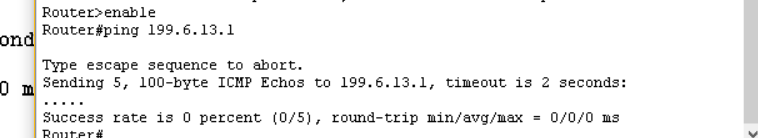 Router>enable
Router#ping 199.6.13.1
ond
Type escape sequence to abort.
Sending 5, 100-byte ICMP Echos to 199.6.13.1, timeout is 2 seconds:
0 m
.....
Success rate is 0 percent (0/5), round-trip min/avg/max = 0/0/0 ms
Router#